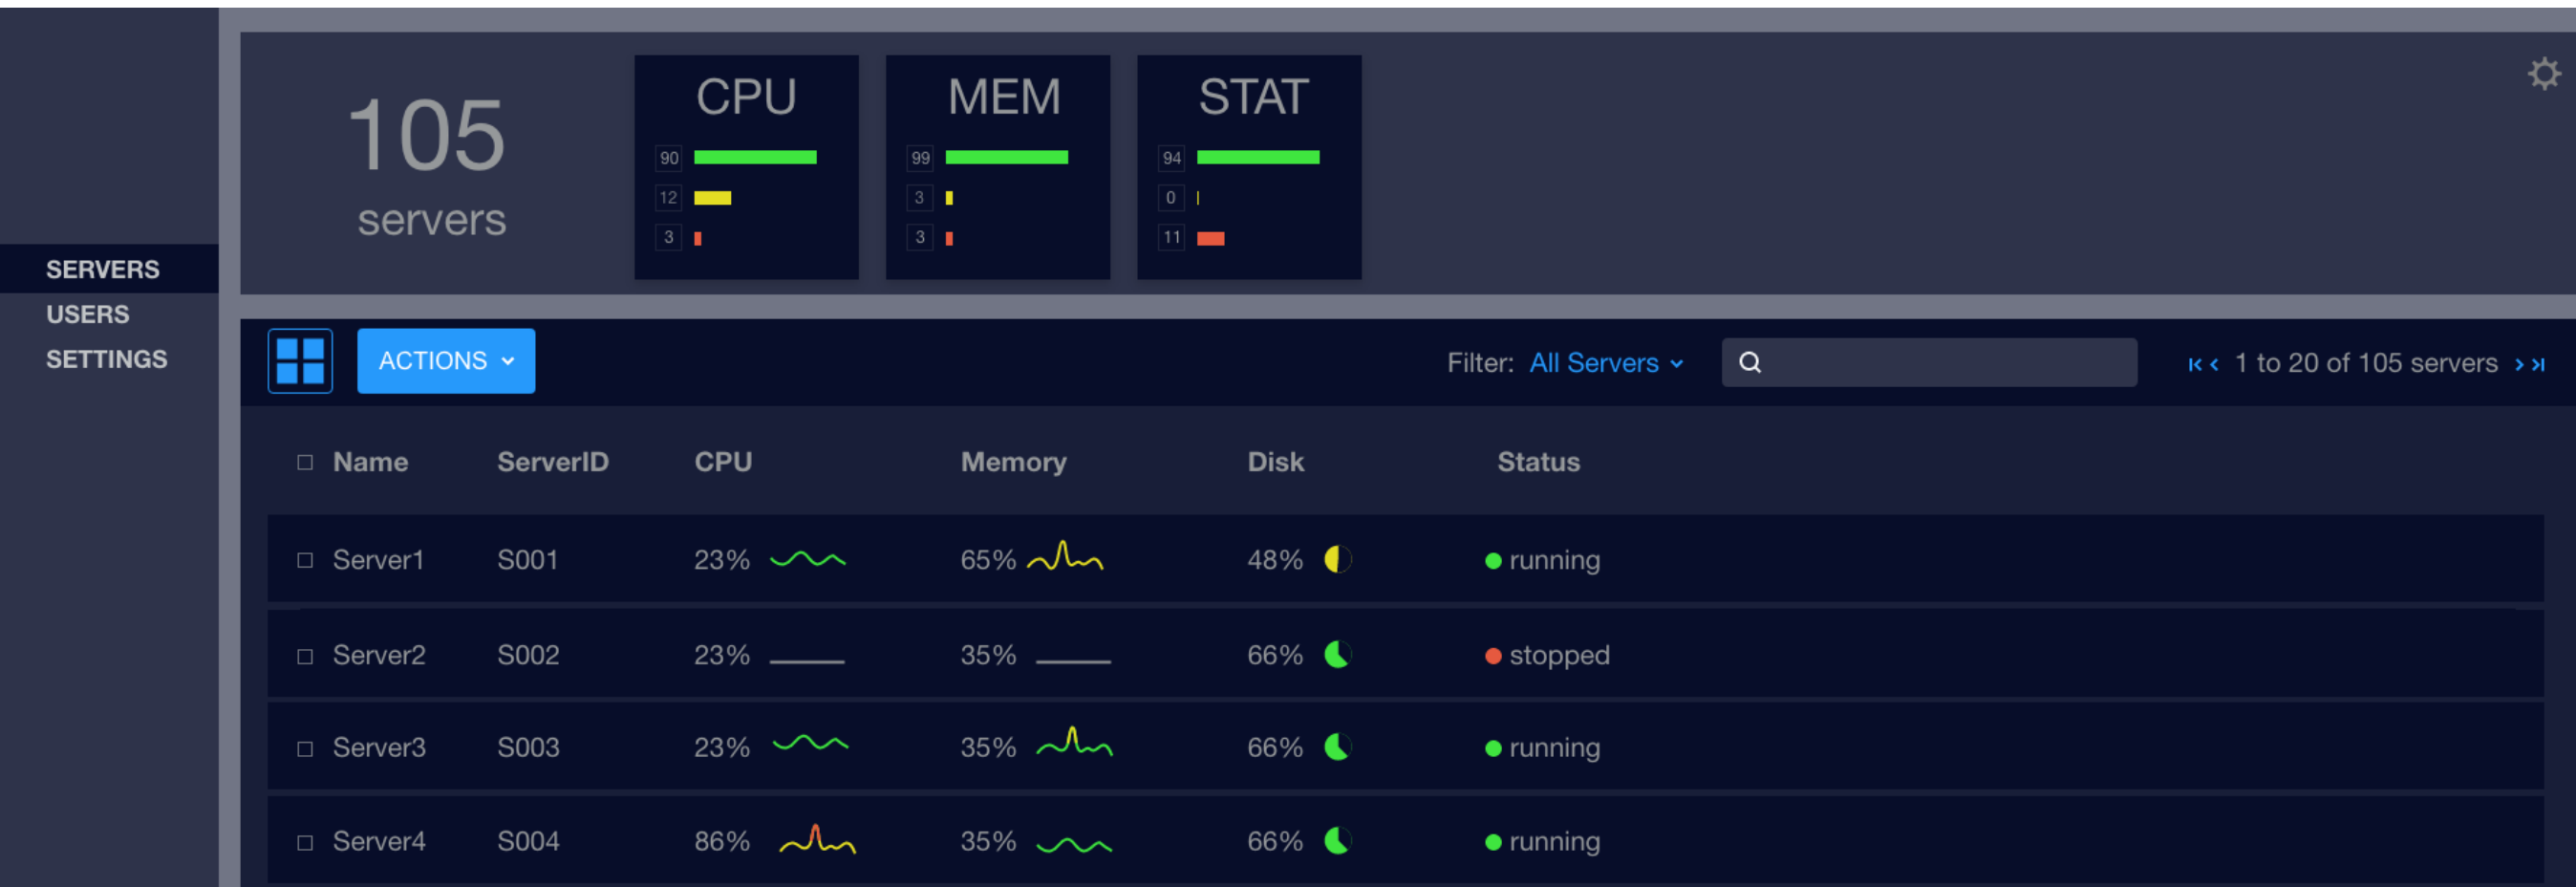 105
servers
CPU
90
12
3
MEM
99
3
3
STAT
94
0
11
SERVERS
USERS
SETTINGS
ACTIONS
Filter: All Servers
1 to 20 of 105 servers
Name ServerID CPU Memory Disk Status
Server1 S001 23% 65% 48% running
Server2 S002 23% 35% 66% stopped
Server3 S003 23% 35% 66% running
Server4 S004 86% 35% 66% running